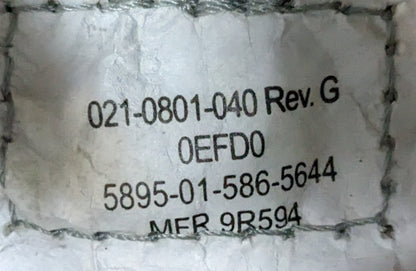 021-0801-040 Rev. G
0EFD0
5895-01-586-5644
MFR 9R594